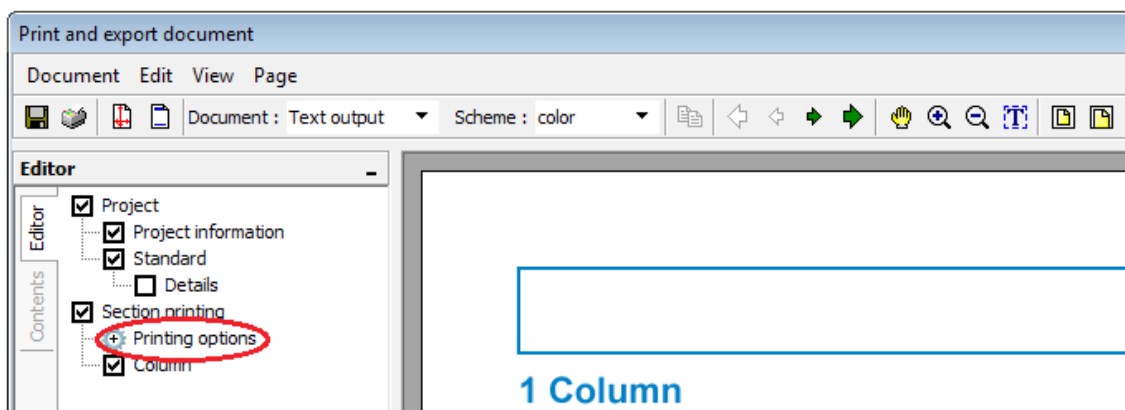 Print and export document
Document Edit View Page
Document : Text output Scheme : color
Editor
Editor
Contents
Project
Project information
Standard
Details
Section printing
Printing options
Column
1 Column